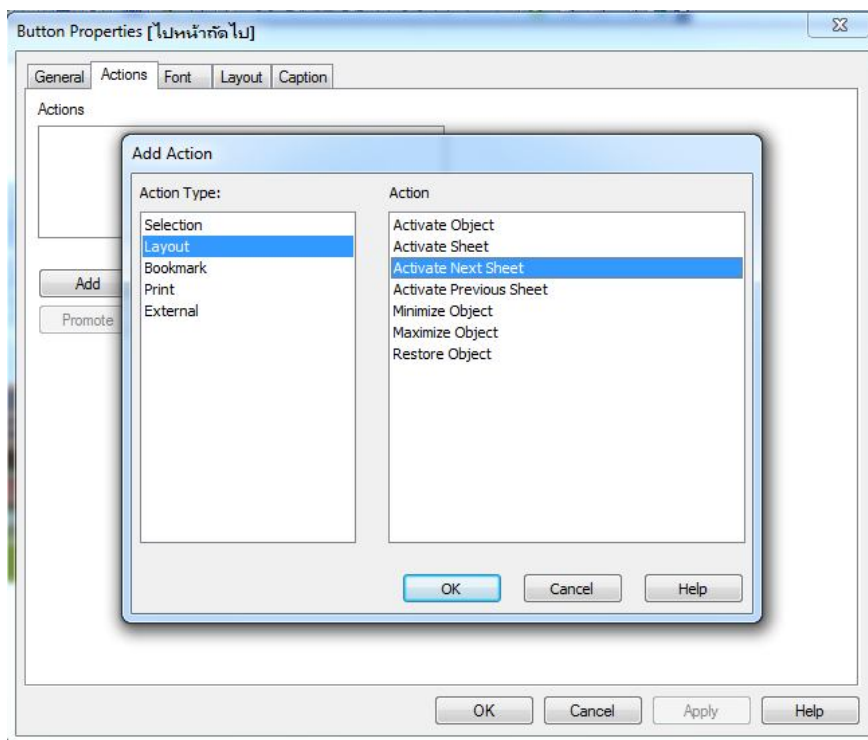 Button Properties [ไปหน้าถัดไป]
General Actions Font Layout Caption
Actions
Add Action
Action Type:
Selection
Layout
Bookmark
Print
External
Action
Activate Object
Activate Sheet
Activate Next Sheet
Activate Previous Sheet
Minimize Object
Maximize Object
Restore Object
Add
Promote
OK Cancel Help
OK Cancel Apply Help